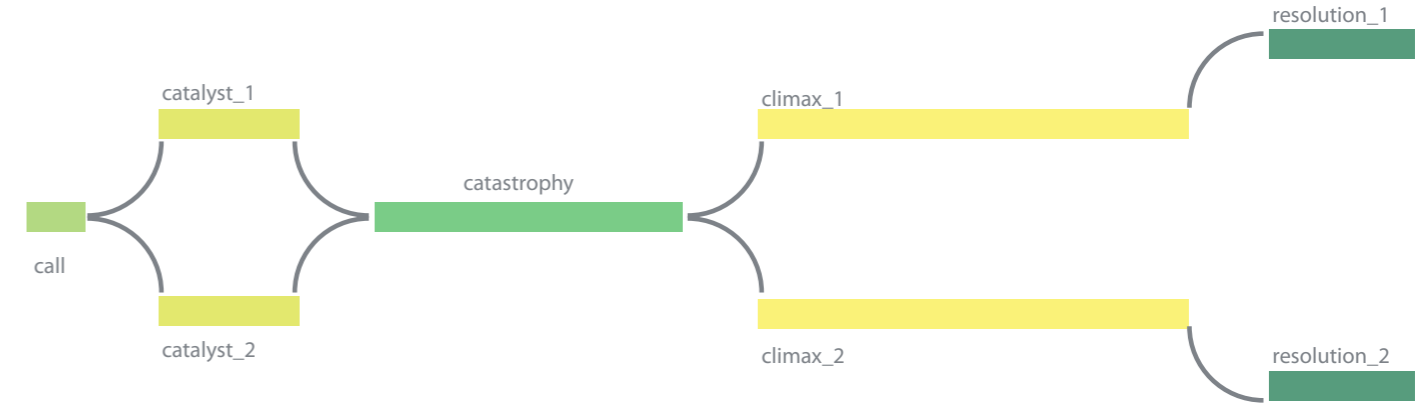 resolution_1
catalyst_1
climax_1
catastrophy
call
catalyst_2
climax_2
resolution_2